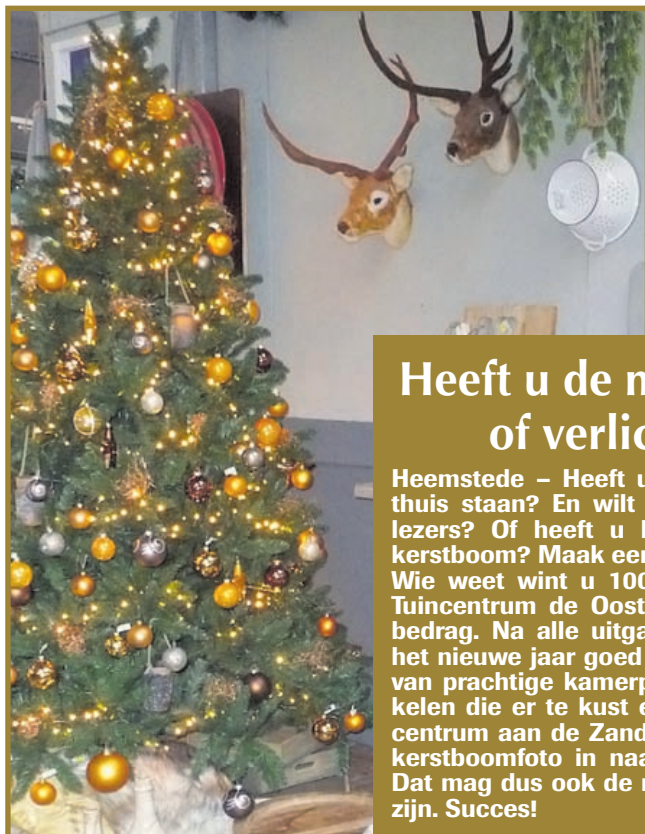 Heeft u de m
of verlic
Heemstede – Heeft u
thuis staan? En wilt
lezers? Of heeft u
kerstboom? Maak een
Wie weet wint u 100
Tuincentrum de Oost
bedrag. Na alle uitga
het nieuwe jaar goed
van prachtige kamerp
kelen die er te kust e
centrum aan de Zand
kerstboomfoto in naa
Dat mag dus ook de
zijn. Succes!